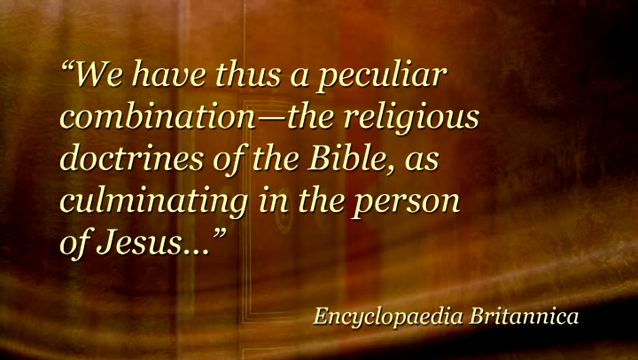 “We have thus a peculiar
combination—the religious
doctrines of the Bible, as
culminating in the person
of Jesus...”
Encyclopaedia Britannica